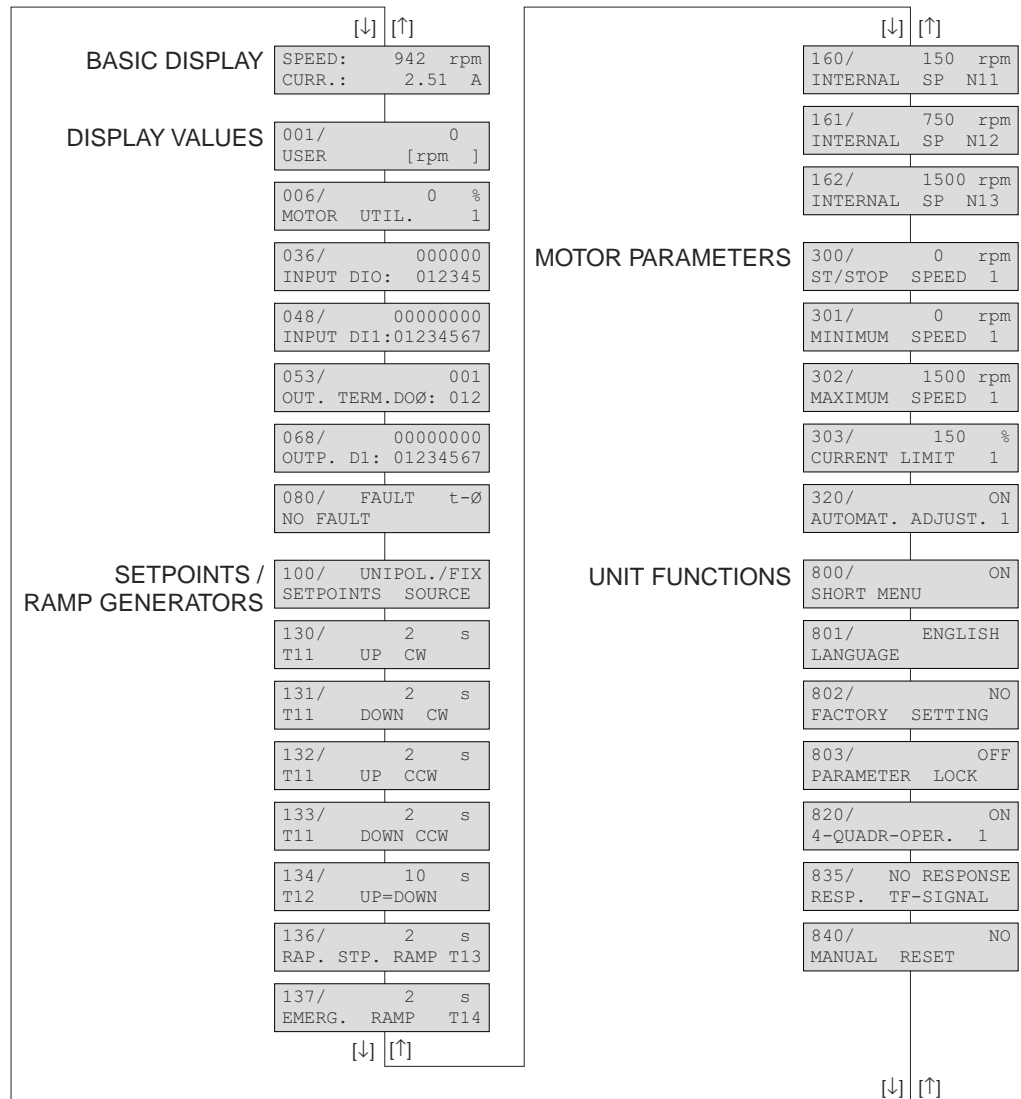 [↓] [↑]
BASIC DISPLAY
SPEED: 942 rpm
CURR.: 2.51 A
DISPLAY VALUES
001/ 0
USER [rpm ]
006/ 0 %
MOTOR UTIL. 1
036/ 000000
INPUT DIO: 012345
048/ 00000000
INPUT DI1:01234567
053/ 001
OUT. TERM.DOØ: 012
068/ 00000000
OUTP. D1: 01234567
080/ FAULT t-Ø
NO FAULT
SETPOINTS /
RAMP GENERATORS
100/ UNIPOL./FIX
SETPOINTS SOURCE
130/ 2 s
T11 UP CW
131/ 2 s
T11 DOWN CW
132/ 2 s
T11 UP CCW
133/ 2 s
T11 DOWN CCW
134/ 10 s
T12 UP=DOWN
136/ 2 s
RAP. STP. RAMP T13
137/ 2 s
EMERG. RAMP T14
[↓] [↑]
[↓] [↑]
160/ 150 rpm
INTERNAL SP N11
161/ 750 rpm
INTERNAL SP N12
162/ 1500 rpm
INTERNAL SP N13
MOTOR PARAMETERS
300/ 0 rpm
ST/STOP SPEED 1
301/ 0 rpm
MINIMUM SPEED 1
302/ 1500 rpm
MAXIMUM SPEED 1
303/ 150 %
CURRENT LIMIT 1
320/ ON
AUTOMAT. ADJUST. 1
UNIT FUNCTIONS
800/ ON
SHORT MENU
801/ ENGLISH
LANGUAGE
802/ NO
FACTORY SETTING
803/ OFF
PARAMETER LOCK
820/ ON
4-QUADR-OPER. 1
835/ NO RESPONSE
RESP. TF-SIGNAL
840/ NO
MANUAL RESET
[↓] [↑]